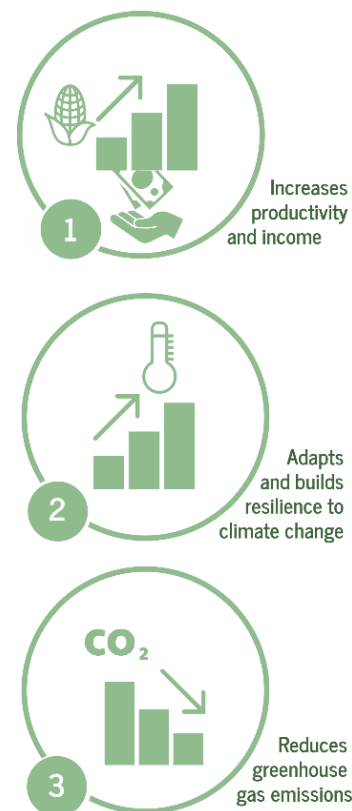 1
Increases
productivity
and income
2
Adapts
and builds
resilience to
climate change
CO₂
3
Reduces
greenhouse
gas emissions